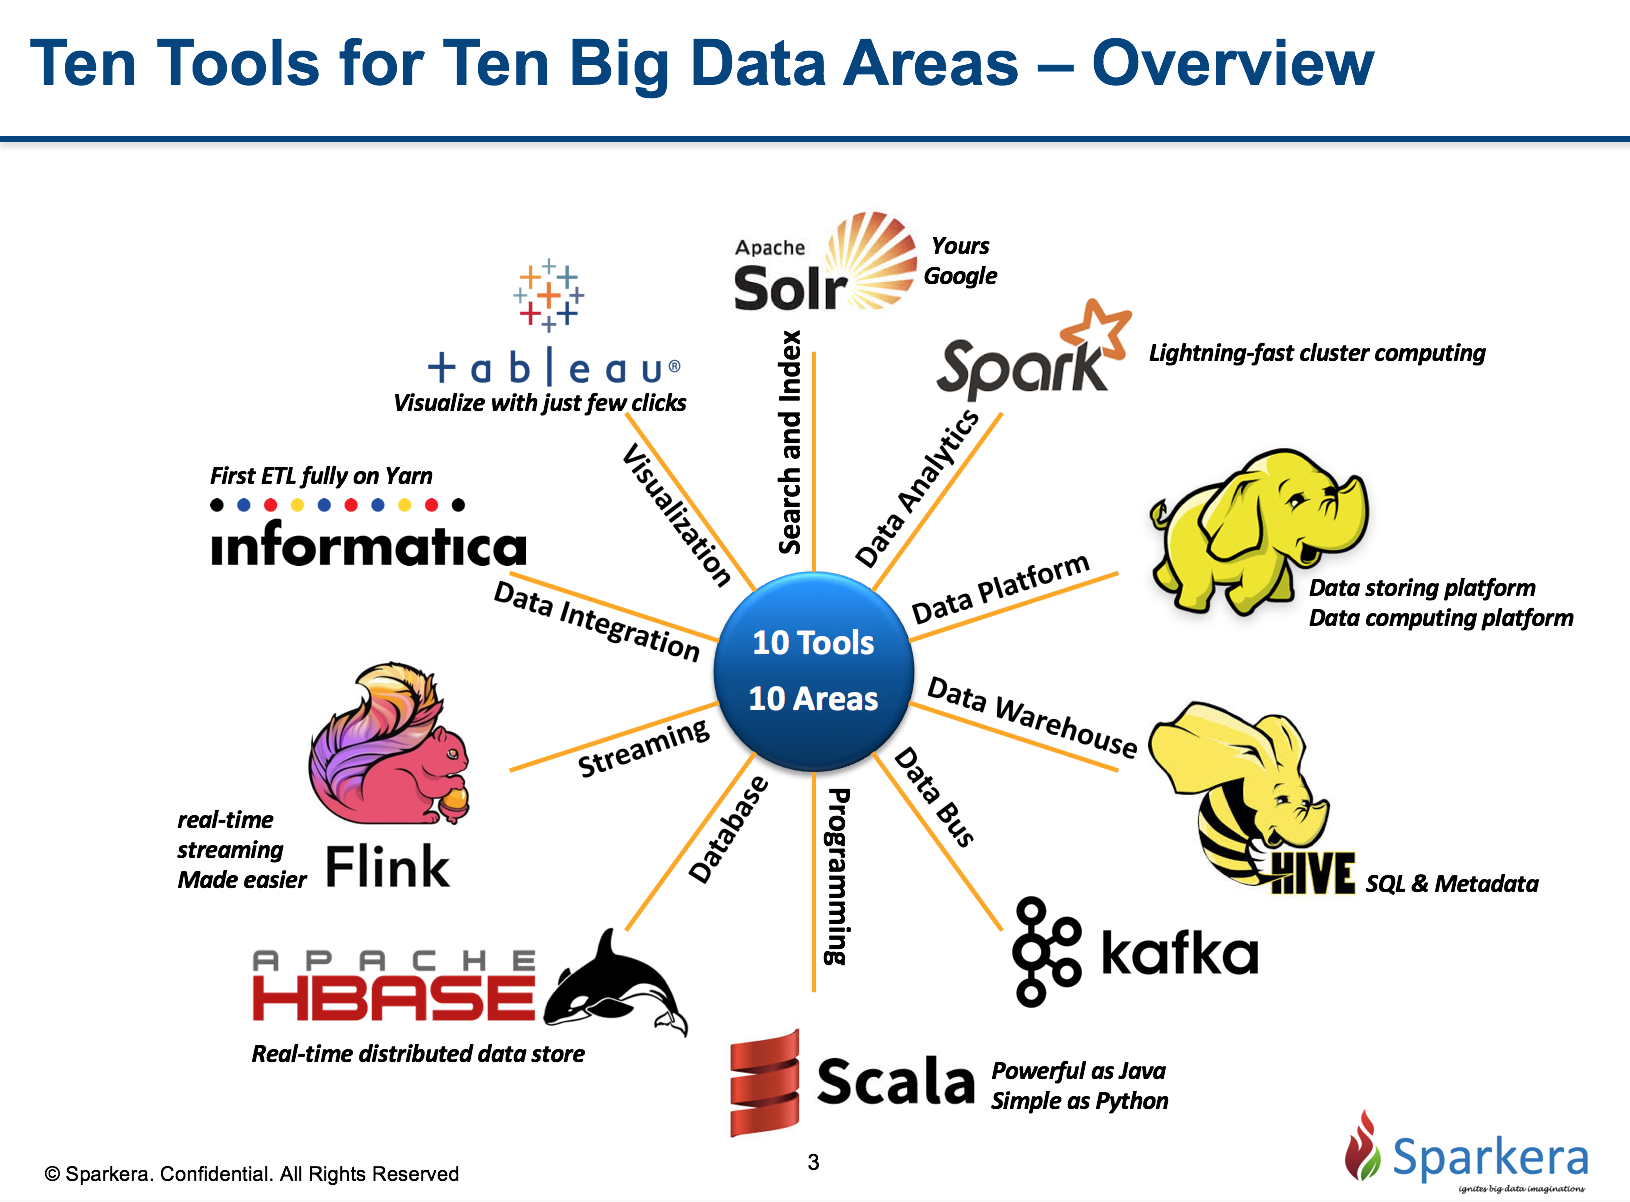 Ten Tools for Ten Big Data Areas – Overview
Apache
Solr
Yours
Google
Spark
Lightning-fast cluster computing
+ableau®
Visualize with just few clicks
First ETL fully on Yarn
informatica
Search and Index
Data Analytics
Visualization
Data Platform
Data storing platform
Data computing platform
Data Integration
10 Tools
10 Areas
Data Warehouse
HIVE
SQL & Metadata
Streaming
real-time
streaming
Made easier
Flink
Database
Programming
Data Bus
kafka
APACHE
HBASE
Real-time distributed data store
Scala
Powerful as Java
Simple as Python
© Sparkera. Confidential. All Rights Reserved
3
Sparkera
ignites big data imaginations